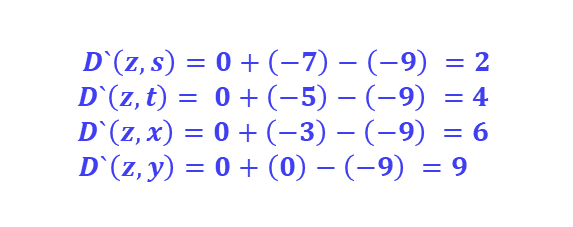 D`(z, s) = 0 + (−7) − (−9) = 2
D`(z, t) = 0 + (−5) − (−9) = 4
D`(z, x) = 0 + (−3) − (−9) = 6
D`(z, y) = 0 + (0) − (−9) = 9